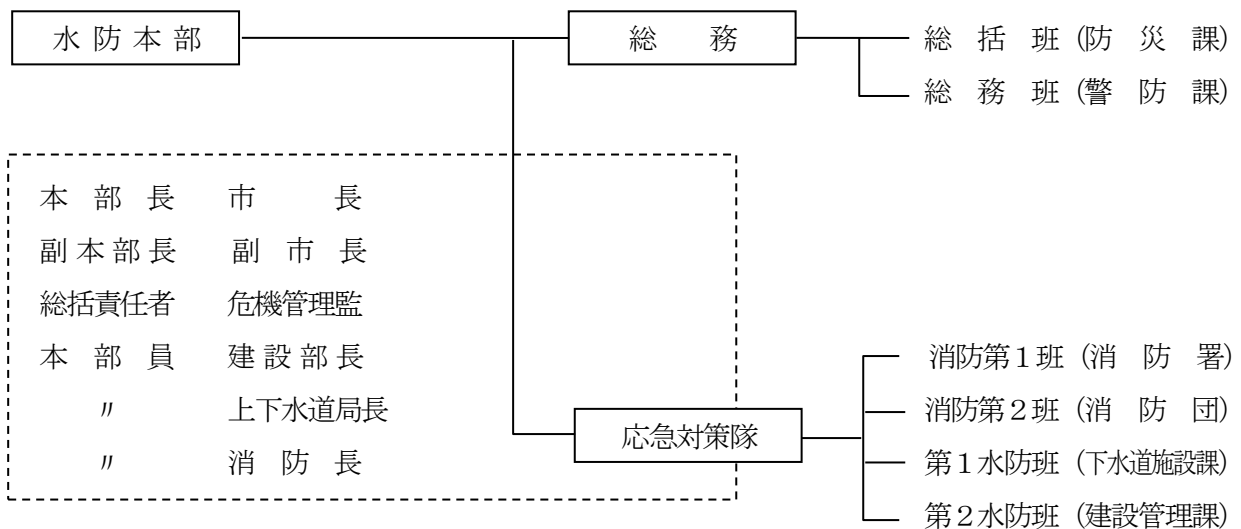 水防本部
総務
総括班（防災課）
総務班（警防課）
本部長　市長
副本部長　副市長
総括責任者　危機管理監
本部員　建設部長
〃　上下水道局長
〃　消防長
応急対策隊
消防第１班（消防署）
消防第２班（消防団）
第１水防班（下水道施設課）
第２水防班（建設管理課）